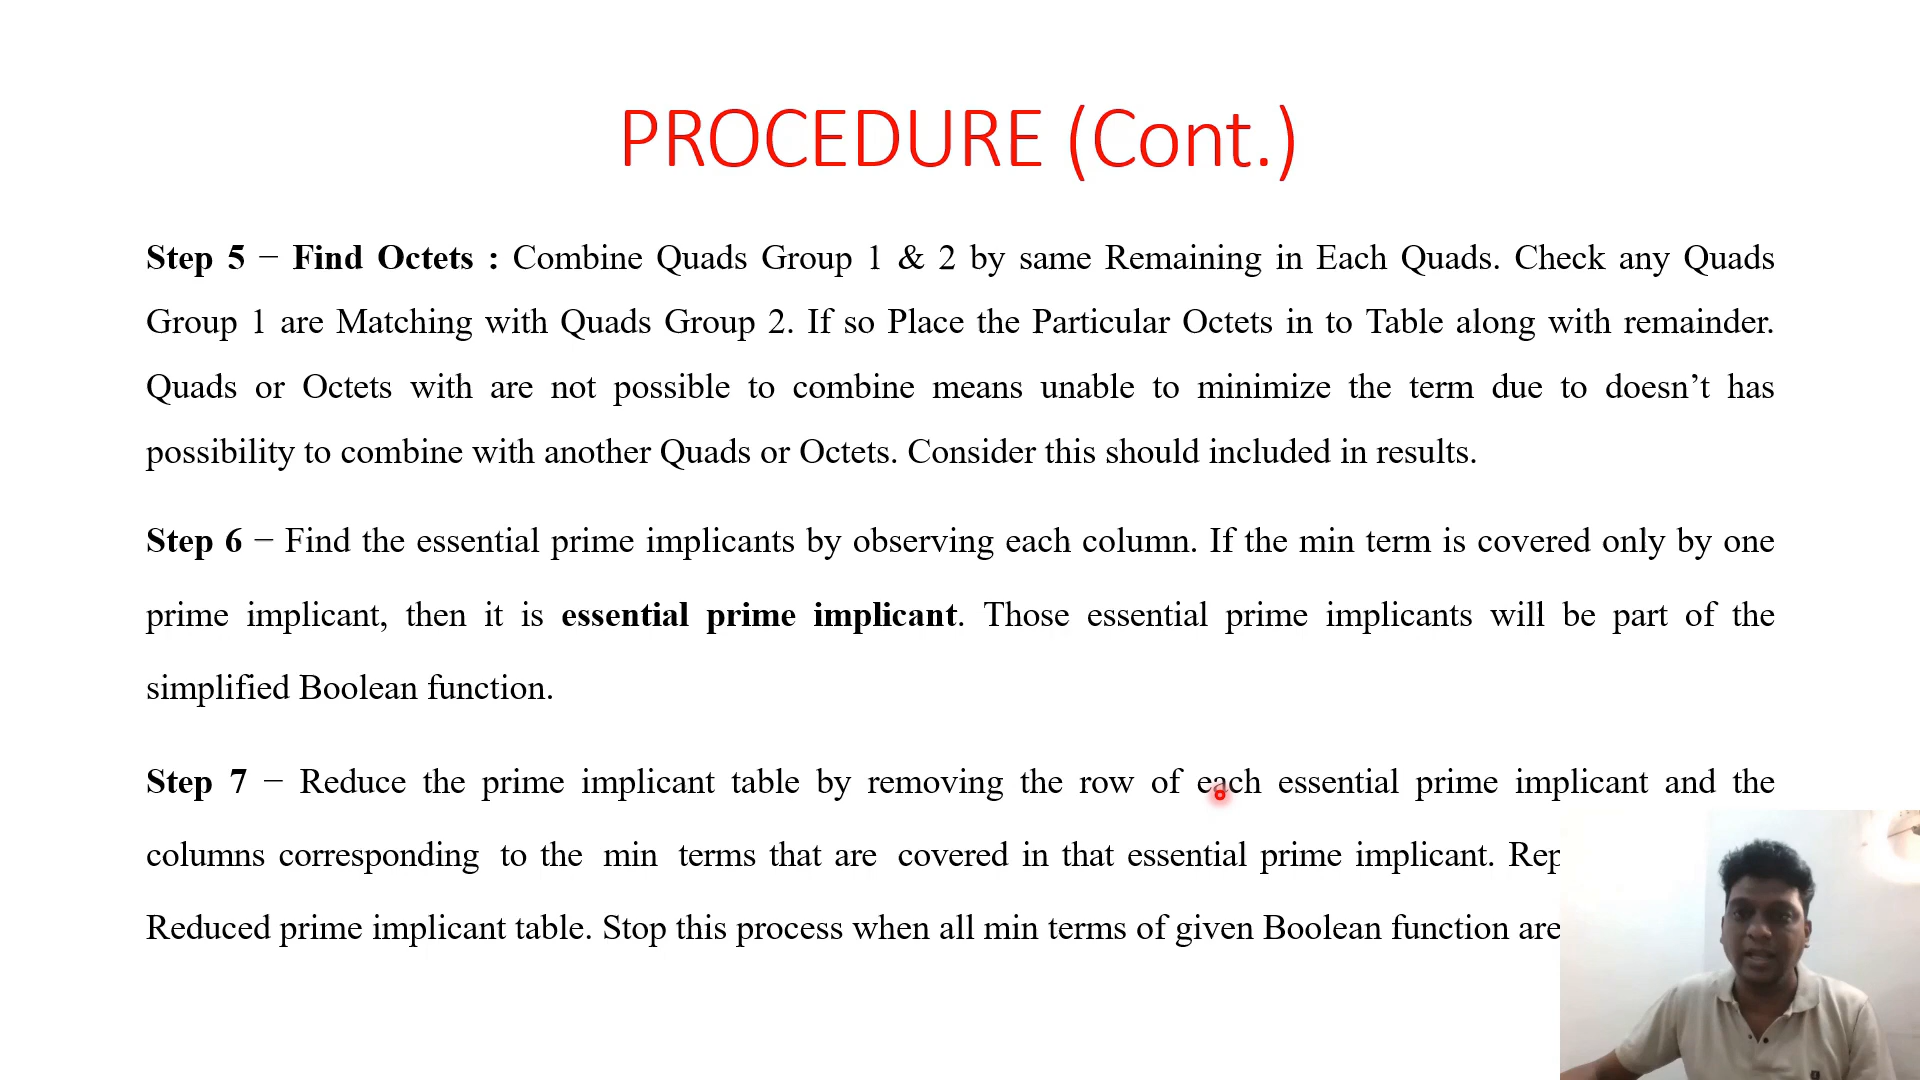 PROCEDURE (Cont.)
Step 5 − Find Octets : Combine Quads Group 1 & 2 by same Remaining in Each Quads. Check any Quads
Group 1 are Matching with Quads Group 2. If so Place the Particular Octets in to Table along with remainder.
Quads or Octets with are not possible to combine means unable to minimize the term due to doesn’t has
possibility to combine with another Quads or Octets. Consider this should included in results.
Step 6 − Find the essential prime implicants by observing each column. If the min term is covered only by one
prime implicant, then it is essential prime implicant. Those essential prime implicants will be part of the
simplified Boolean function.
Step 7 − Reduce the prime implicant table by removing the row of each essential prime implicant and the
columns corresponding to the min terms that are covered in that essential prime implicant.
Reduced prime implicant table. Stop this process when all min terms of given Boolean function are